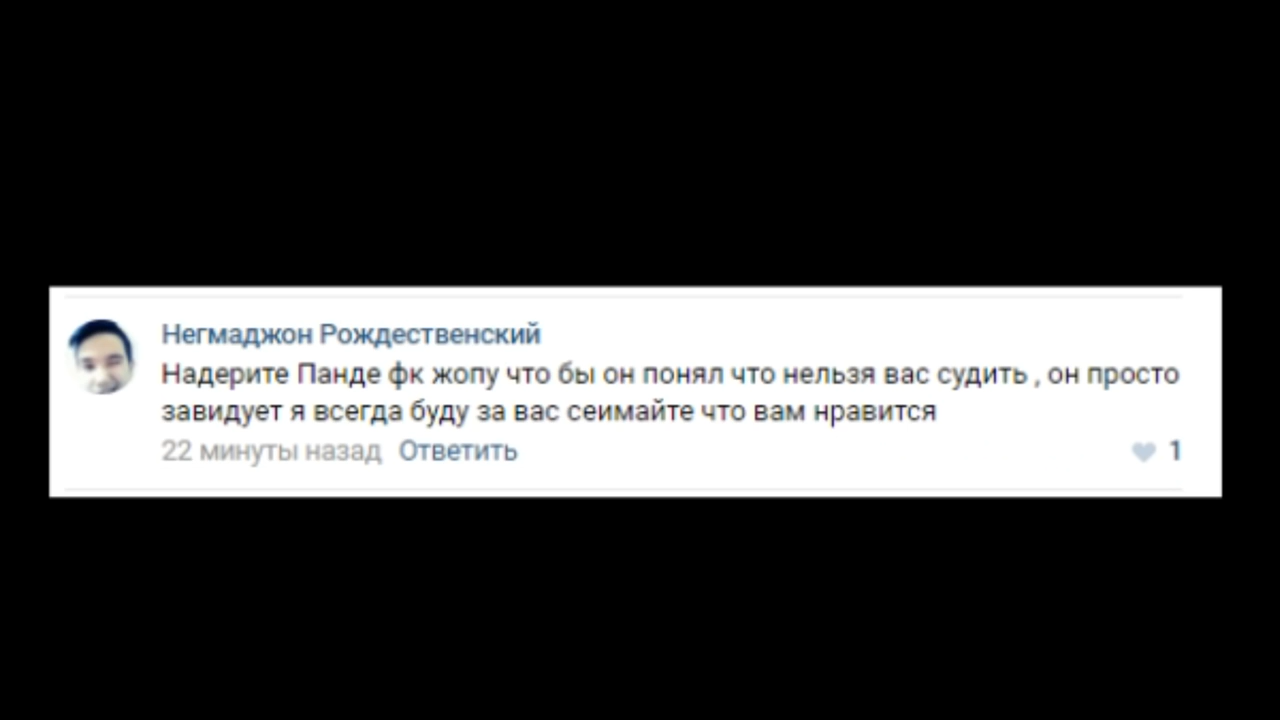 Негмаджон Рождественский
Надерите Панде фк жопу что бы он понял что нельзя вас судить , он просто
завидует я всегда буду за вас сеимайте что вам нравится
22 минуты назад Ответить 1